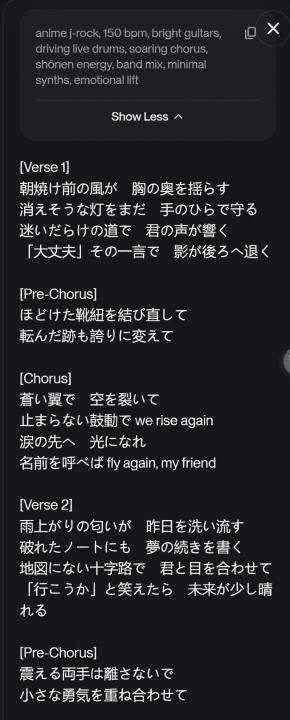 anime j-rock, 150 bpm, bright guitars,
driving live drums, soaring chorus,
shōnen energy, band mix, minimal
synths, emotional lift
Show Less
[Verse 1]
朝焼け前の風が　胸の奥を揺らす
消えそうな灯をまだ　手のひらで守る
迷いだらけの道で　君の声が響く
「大丈夫」その一言で　影が後ろへ退く
[Pre-Chorus]
ほどけた靴紐を結び直して
転んだ跡も誇りに変えて
[Chorus]
蒼い翼で　空を裂いて
止まらない鼓動で we rise again
涙の先へ　光になれ
名前を呼べば fly again, my friend
[Verse 2]
雨上がりの匂いが　昨日を洗い流す
破れたノートにも　夢の続きを書く
地図にない十字路で　君と目を合わせて
「行こうか」と笑えたら　未来が少し晴
れる
[Pre-Chorus]
震える両手は離さないで
小さな勇気を重ね合わせて